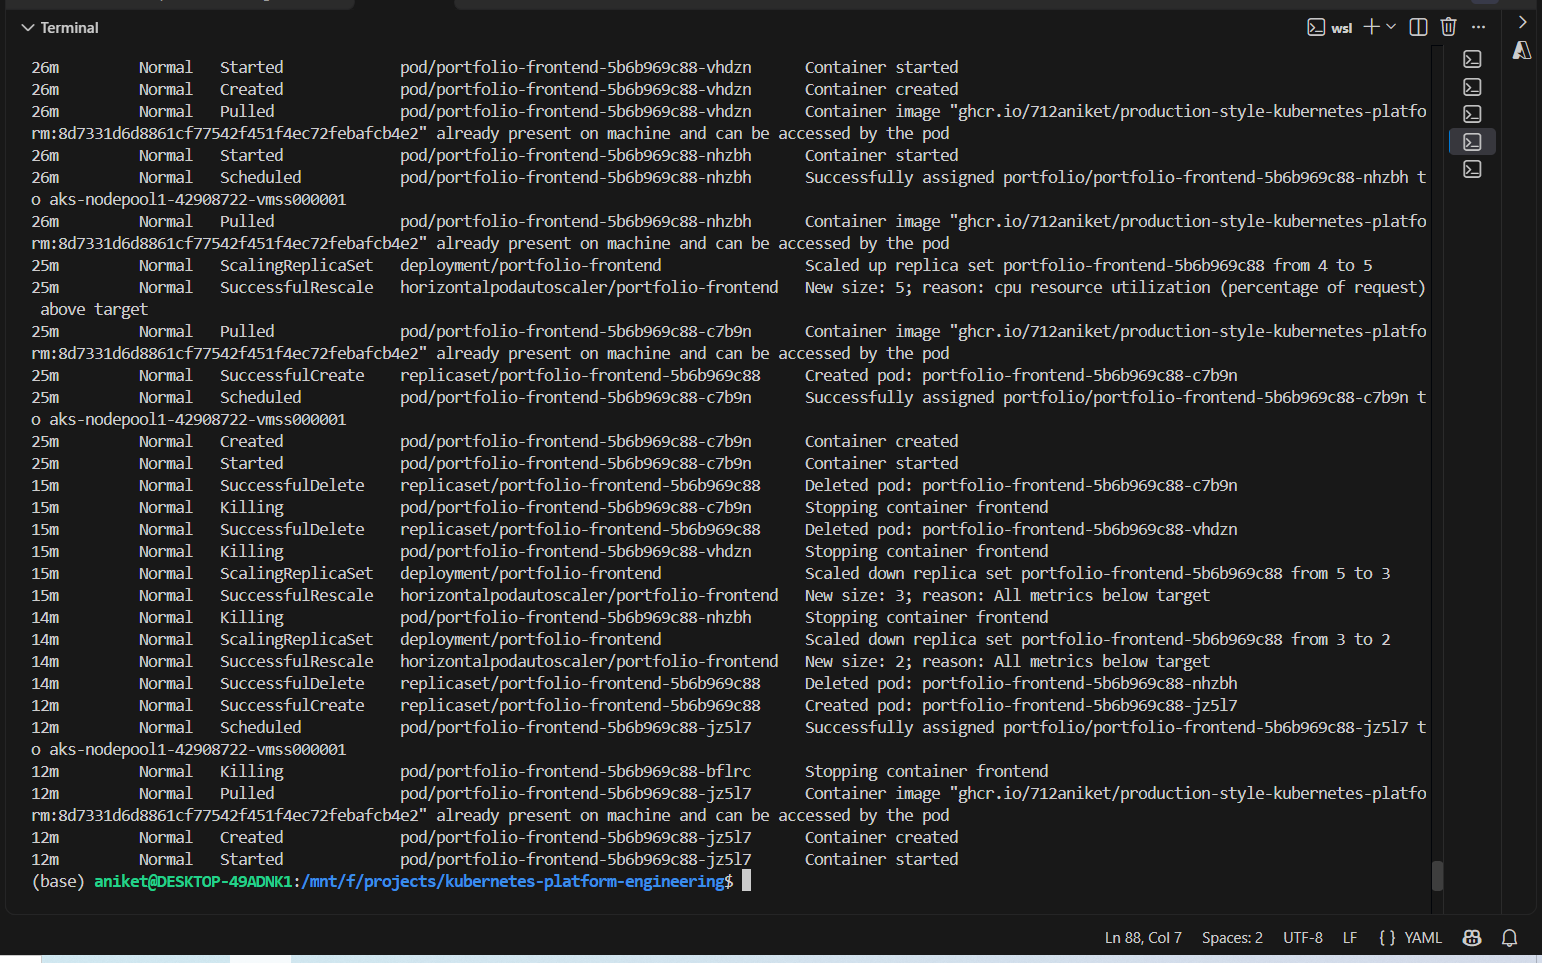 Terminal
wsl
26m Normal Started pod/portfolio-frontend-5b6b969c88-vhdzn Container started
26m Normal Created pod/portfolio-frontend-5b6b969c88-vhdzn Container created
26m Normal Pulled pod/portfolio-frontend-5b6b969c88-vhdzn Container image "ghcr.io/712aniket/production-style-kubernetes-platfo
rm:8d7331d6d8861cf77542f451f4ec72febafcb4e2" already present on machine and can be accessed by the pod
26m Normal Started pod/portfolio-frontend-5b6b969c88-nhzbh Container started
26m Normal Scheduled pod/portfolio-frontend-5b6b969c88-nhzbh Successfully assigned portfolio/portfolio-frontend-5b6b969c88-nhzbh t
o aks-nodepool1-42908722-vmss000001
26m Normal Pulled pod/portfolio-frontend-5b6b969c88-nhzbh Container image "ghcr.io/712aniket/production-style-kubernetes-platfo
rm:8d7331d6d8861cf77542f451f4ec72febafcb4e2" already present on machine and can be accessed by the pod
25m Normal ScalingReplicaSet deployment/portfolio-frontend Scaled up replica set portfolio-frontend-5b6b969c88 from 4 to 5
25m Normal SuccessfulRescale horizontalpodautoscaler/portfolio-frontend New size: 5; reason: cpu resource utilization (percentage of request)
above target
25m Normal Pulled pod/portfolio-frontend-5b6b969c88-c7b9n Container image "ghcr.io/712aniket/production-style-kubernetes-platfo
rm:8d7331d6d8861cf77542f451f4ec72febafcb4e2" already present on machine and can be accessed by the pod
25m Normal SuccessfulCreate replicaset/portfolio-frontend-5b6b969c88 Created pod: portfolio-frontend-5b6b969c88-c7b9n
25m Normal Scheduled pod/portfolio-frontend-5b6b969c88-c7b9n Successfully assigned portfolio/portfolio-frontend-5b6b969c88-c7b9n t
o aks-nodepool1-42908722-vmss000001
25m Normal Created pod/portfolio-frontend-5b6b969c88-c7b9n Container created
25m Normal Started pod/portfolio-frontend-5b6b969c88-c7b9n Container started
15m Normal SuccessfulDelete replicaset/portfolio-frontend-5b6b969c88 Deleted pod: portfolio-frontend-5b6b969c88-c7b9n
15m Normal Killing pod/portfolio-frontend-5b6b969c88-c7b9n Stopping container frontend
15m Normal SuccessfulDelete replicaset/portfolio-frontend-5b6b969c88 Deleted pod: portfolio-frontend-5b6b969c88-vhdzn
15m Normal Killing pod/portfolio-frontend-5b6b969c88-vhdzn Stopping container frontend
15m Normal ScalingReplicaSet deployment/portfolio-frontend Scaled down replica set portfolio-frontend-5b6b969c88 from 5 to 3
15m Normal SuccessfulRescale horizontalpodautoscaler/portfolio-frontend New size: 3; reason: All metrics below target
14m Normal Killing pod/portfolio-frontend-5b6b969c88-nhzbh Stopping container frontend
14m Normal ScalingReplicaSet deployment/portfolio-frontend Scaled down replica set portfolio-frontend-5b6b969c88 from 3 to 2
14m Normal SuccessfulRescale horizontalpodautoscaler/portfolio-frontend New size: 2; reason: All metrics below target
14m Normal SuccessfulDelete replicaset/portfolio-frontend-5b6b969c88 Deleted pod: portfolio-frontend-5b6b969c88-nhzbh
12m Normal SuccessfulCreate replicaset/portfolio-frontend-5b6b969c88 Created pod: portfolio-frontend-5b6b969c88-jz5l7
12m Normal Scheduled pod/portfolio-frontend-5b6b969c88-jz5l7 Successfully assigned portfolio/portfolio-frontend-5b6b969c88-jz5l7 t
o aks-nodepool1-42908722-vmss000001
12m Normal Killing pod/portfolio-frontend-5b6b969c88-bflrc Stopping container frontend
12m Normal Pulled pod/portfolio-frontend-5b6b969c88-jz5l7 Container image "ghcr.io/712aniket/production-style-kubernetes-platfo
rm:8d7331d6d8861cf77542f451f4ec72febafcb4e2" already present on machine and can be accessed by the pod
12m Normal Created pod/portfolio-frontend-5b6b969c88-jz5l7 Container created
12m Normal Started pod/portfolio-frontend-5b6b969c88-jz5l7 Container started
(base) aniket@DESKTOP-49ADNK1:/mnt/f/projects/kubernetes-platform-engineering$
Ln 88, Col 7 Spaces: 2 UTF-8 LF {} YAML